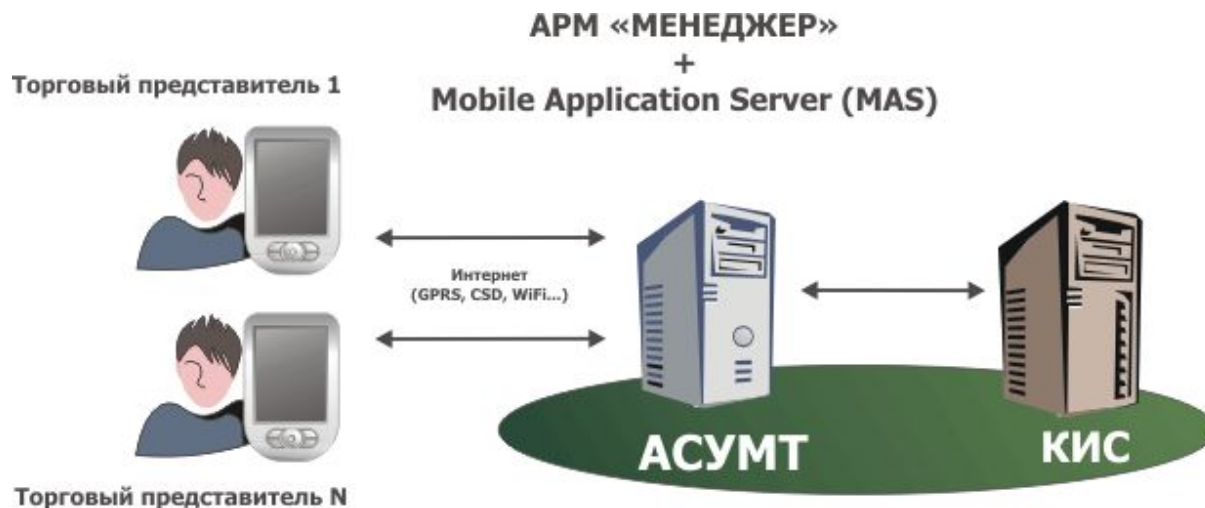 АРМ «МЕНЕДЖЕР»
+
Mobile Application Server (MAS)
Торговый представитель 1
Интернет
(GPRS, CSD, WiFi...)
АСУМТ
КИС
Торговый представитель N